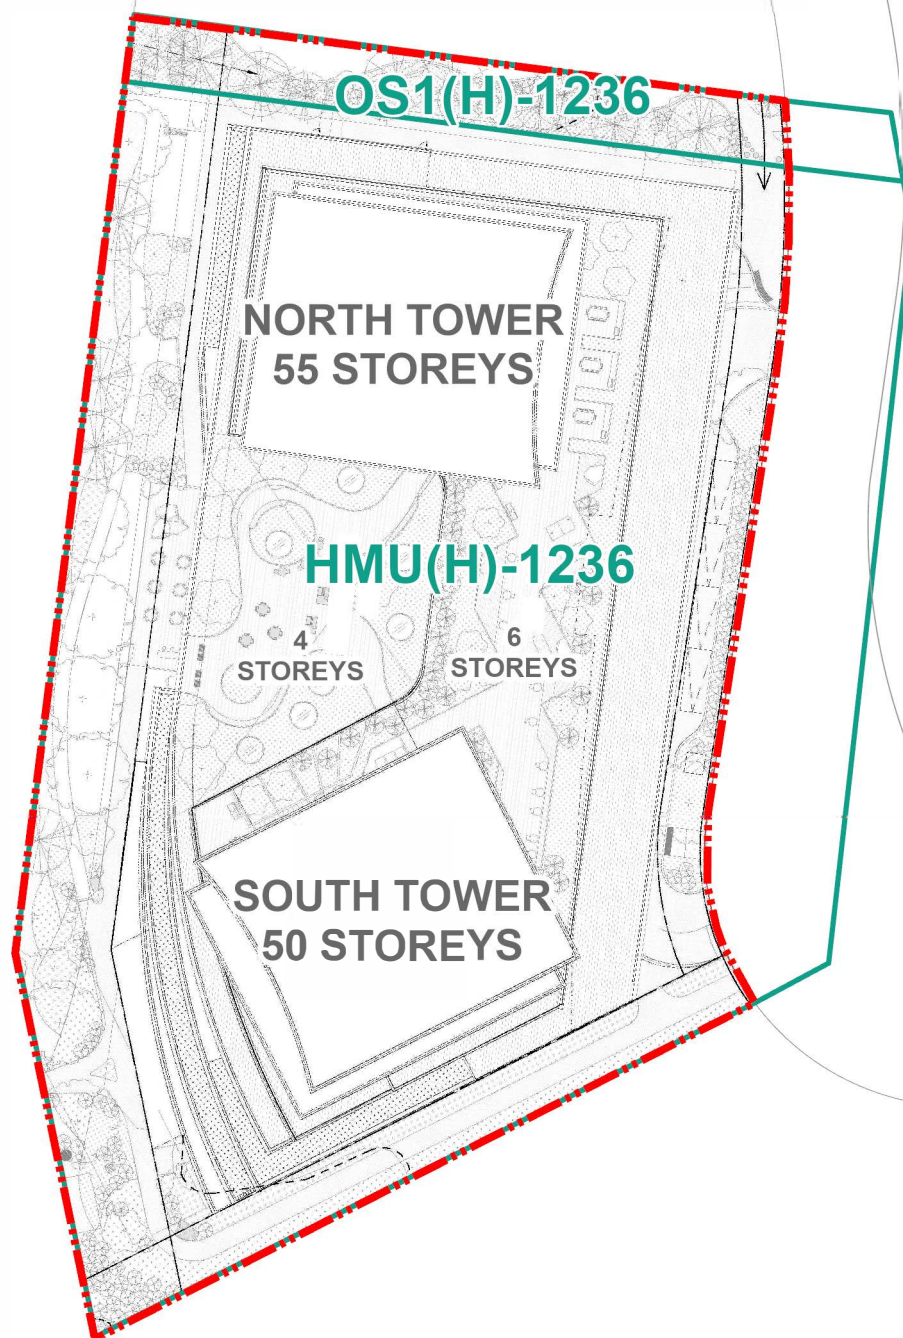 OS1(H)-1236
NORTH TOWER
55 STOREYS
HMU(H)-1236
4
STOREYS
6
STOREYS
SOUTH TOWER
50 STOREYS